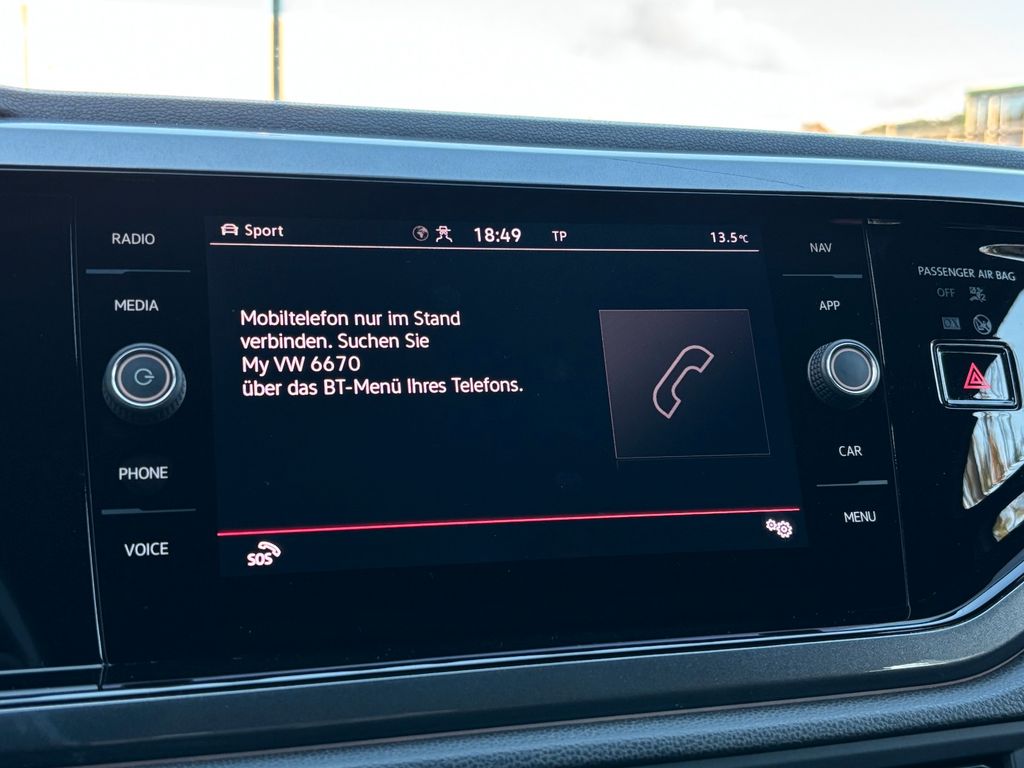 RADIO
MEDIA
PHONE
VOICE
Sport
18:49
TP
13.5°C
Mobiltelefon nur im Stand
verbinden. Suchen Sie
My VW 6670
über das BT-Menü Ihres Telefons.
SOS
NAV
APP
CAR
MENU
PASSENGER AIR BAG
OFF